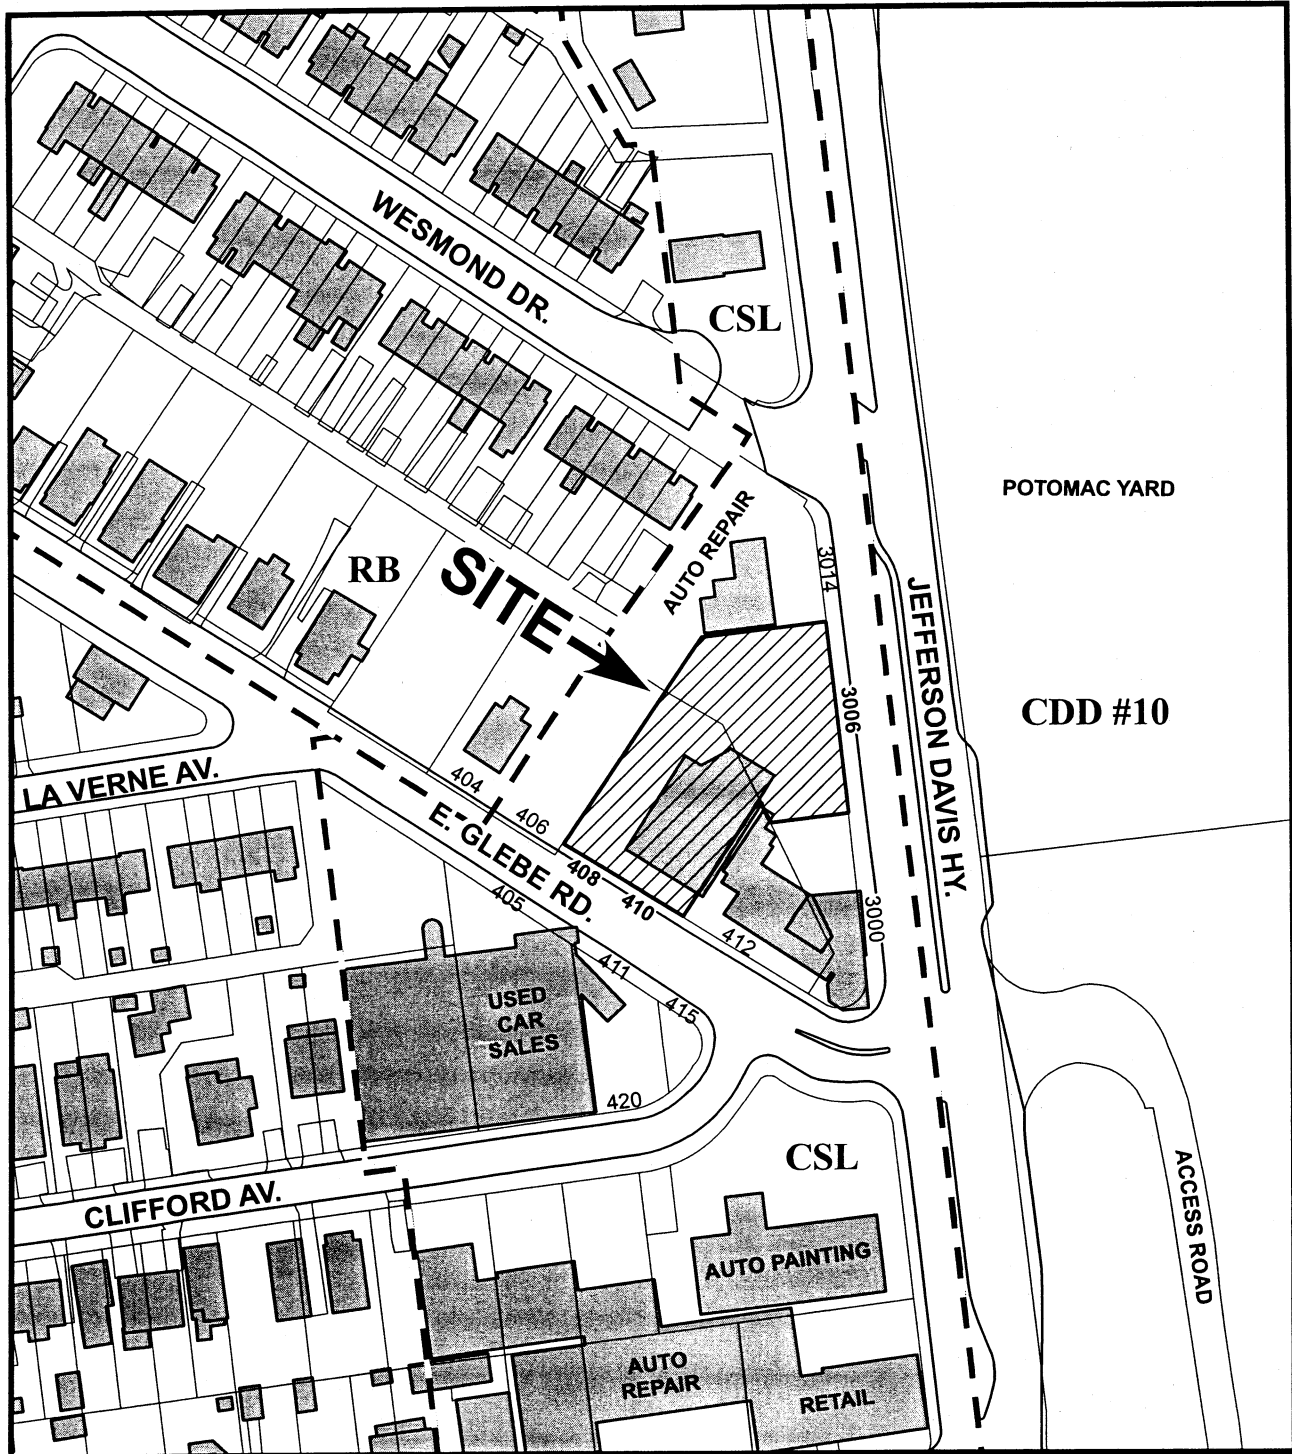 WESMOND DR.
CSL
POTOMAC YARD
AUTO REPAIR
SITE
RB
3014
JEFFERSON DAVIS HY.
3006
CDD #10
LA VERNE AV.
404
406
E. GLEBE RD.
408
410
405
412
3000
411
415
USED
CAR
SALES
420
CSL
CLIFFORD AV.
ACCESS ROAD
AUTO PAINTING
AUTO
REPAIR
RETAIL